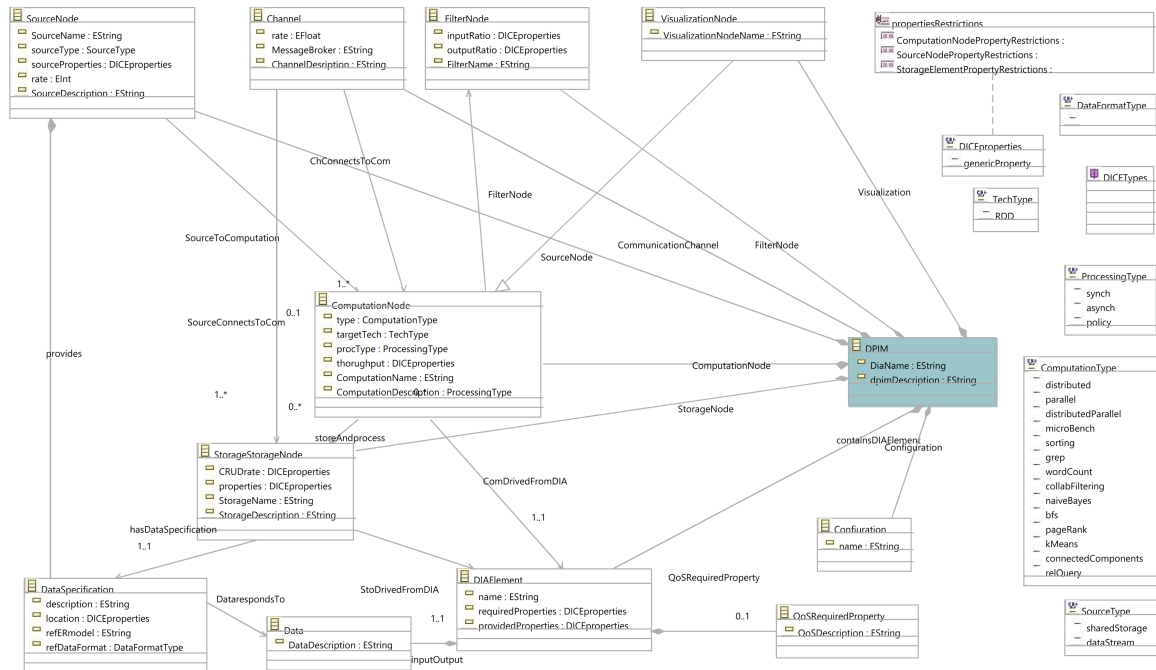 SourceNode
SourceName : EString
sourceType : SourceType
sourceProperties : DICEproperties
rate : EInt
SourceDescription : EString
Channel
rate : EFloat
MessageBroker : EString
ChannelDesription : EString
FilterNode
inputRatio : DICEproperties
outputRatio : DICEproperties
FilterName : EString
VisualizationNode
VisualizationNodeName : EString
propertiesRestrictions
ComputationNodePropertyRestrictions :
SourceNodePropertyRestrictions :
StorageElementPropertyRestrictions :
DataFormatType
DICEproperties
genericProperty
DICETypes
TechType
RDD
ChConnectsToCom
FilterNode
Visualization
SourceToComputation
CommunicationChannel
FilterNode
SourceNode
1..*
0..1
SourceConnectsToCom
provides
ComputationNode
type : ComputationType
targetTech : TechType
procType : ProcessingType
thorughput : DICEproperties
ComputationName : EString
ComputationDescription : ProcessingType
0..*
ProcessingType
synch
asynch
policy
DPIM
DiaName : EString
dpimDescription : EString
ComputationNode
StorageNode
1..*
0..*
storeAndprocess
containsDIAElement
Configuration
ComputationType
distributed
parallel
distributedParallel
microBench
sorting
grep
wordCount
collabFiltering
naiveBayes
bfs
pageRank
kMeans
connectedComponents
relQuery
StorageStorageNode
CRUDrate : DICEproperties
properties : DICEproperties
StorageName : EString
StorageDescription : EString
ComDrivedFromDIA
1..1
hasDataSpecification
1..1
Confiuration
name : EString
DataSpecification
description : EString
location : DICEproperties
refERmodel : EString
refDataFormat : DataFormatType
DatarespondsTo
StoDrivedFromDIA
1..1
Data
DataDescription : EString
inputOutput
DIAElement
name : EString
requiredProperties : DICEproperties
providedProperties : DICEproperties
QoSRequiredProperty
0..1
QoSRequiredProperty
QoSDescription : EString
SourceType
sharedStorage
dataStream